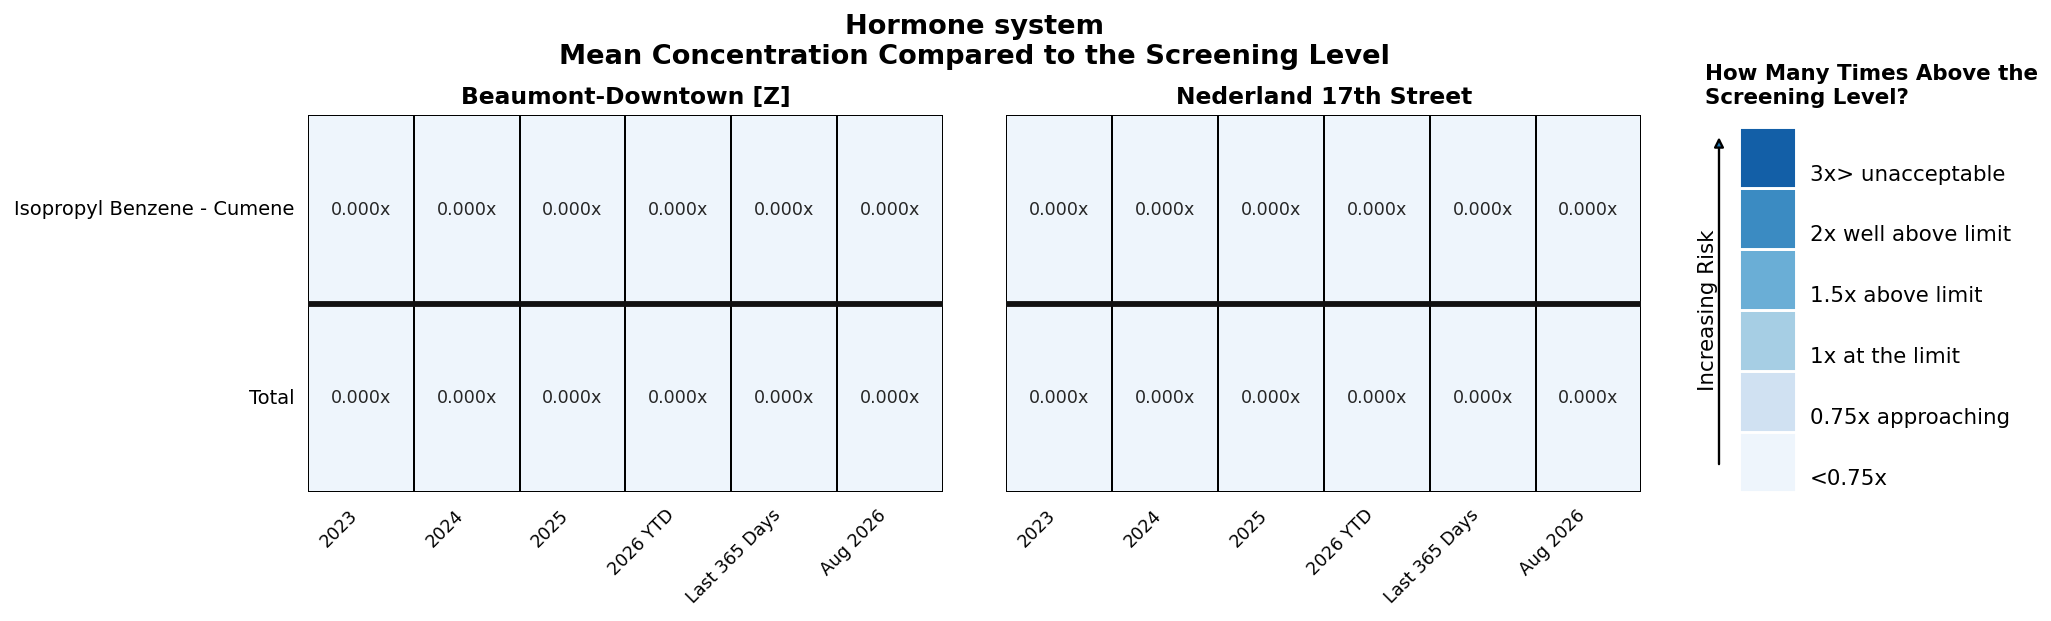 Hormone system
Mean Concentration Compared to the Screening Level
Beaumont-Downtown [Z]
Nederland 17th Street
How Many Times Above the
Screening Level?
Isopropyl Benzene - Cumene
0.000x 0.000x 0.000x 0.000x 0.000x 0.000x 0.000x 0.000x 0.000x 0.000x 0.000x 0.000x
Total
0.000x 0.000x 0.000x 0.000x 0.000x 0.000x 0.000x 0.000x 0.000x 0.000x 0.000x 0.000x
2023 2024 2025 2026 YTD Last 365 Days Aug 2026
2023 2024 2025 2026 YTD Last 365 Days Aug 2026
Increasing Risk
3x> unacceptable
2x well above limit
1.5x above limit
1x at the limit
0.75x approaching
<0.75x